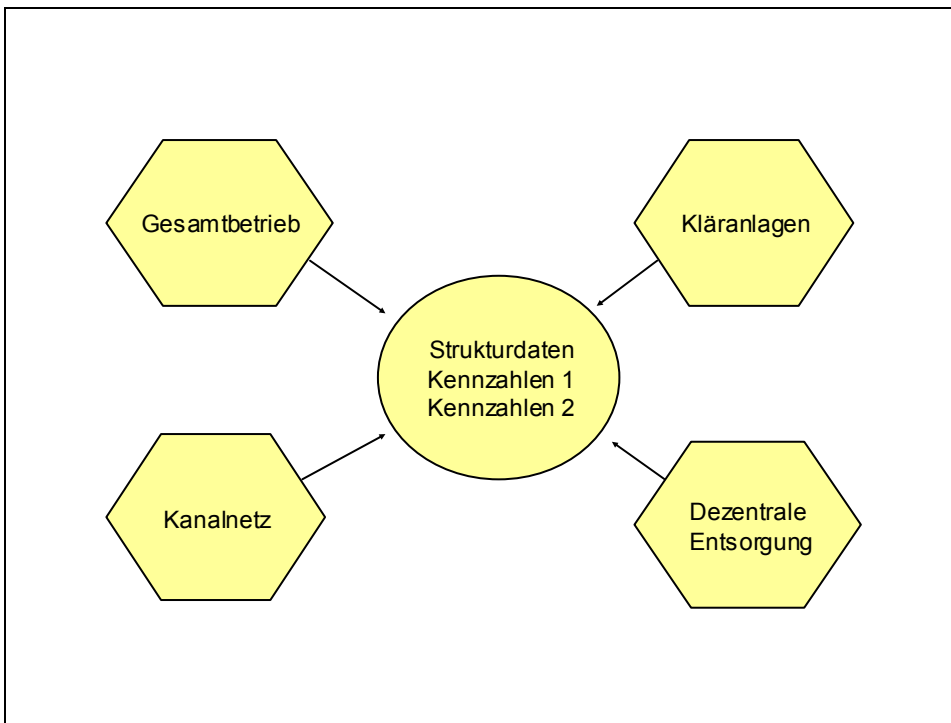 Gesamtbetrieb
Kläranlagen
Strukturdaten
Kennzahlen 1
Kennzahlen 2
Kanalnetz
Dezentrale
Entsorgung